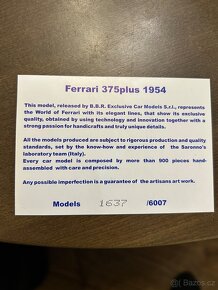 Ferrari 375plus 1954
This model, released by B.B.R. Exclusive Car Models S.r.l., represents
the World of Ferrari with its elegant lines, that show its exclusive
quality, obtained by using technology and innovation together with a
strong passion for handicrafts and truly unique details.
All the models produced are subject to rigorous production and quality
standards, set by the know-how and experience of the Saronno's
laboratory team (Italy).
Every car model is composed by more than 900 pieces hand-
assembled with care and precision.
Any possible imperfection is a guarantee of the artisans art work.
Models 1637 /6007
bazos.cz